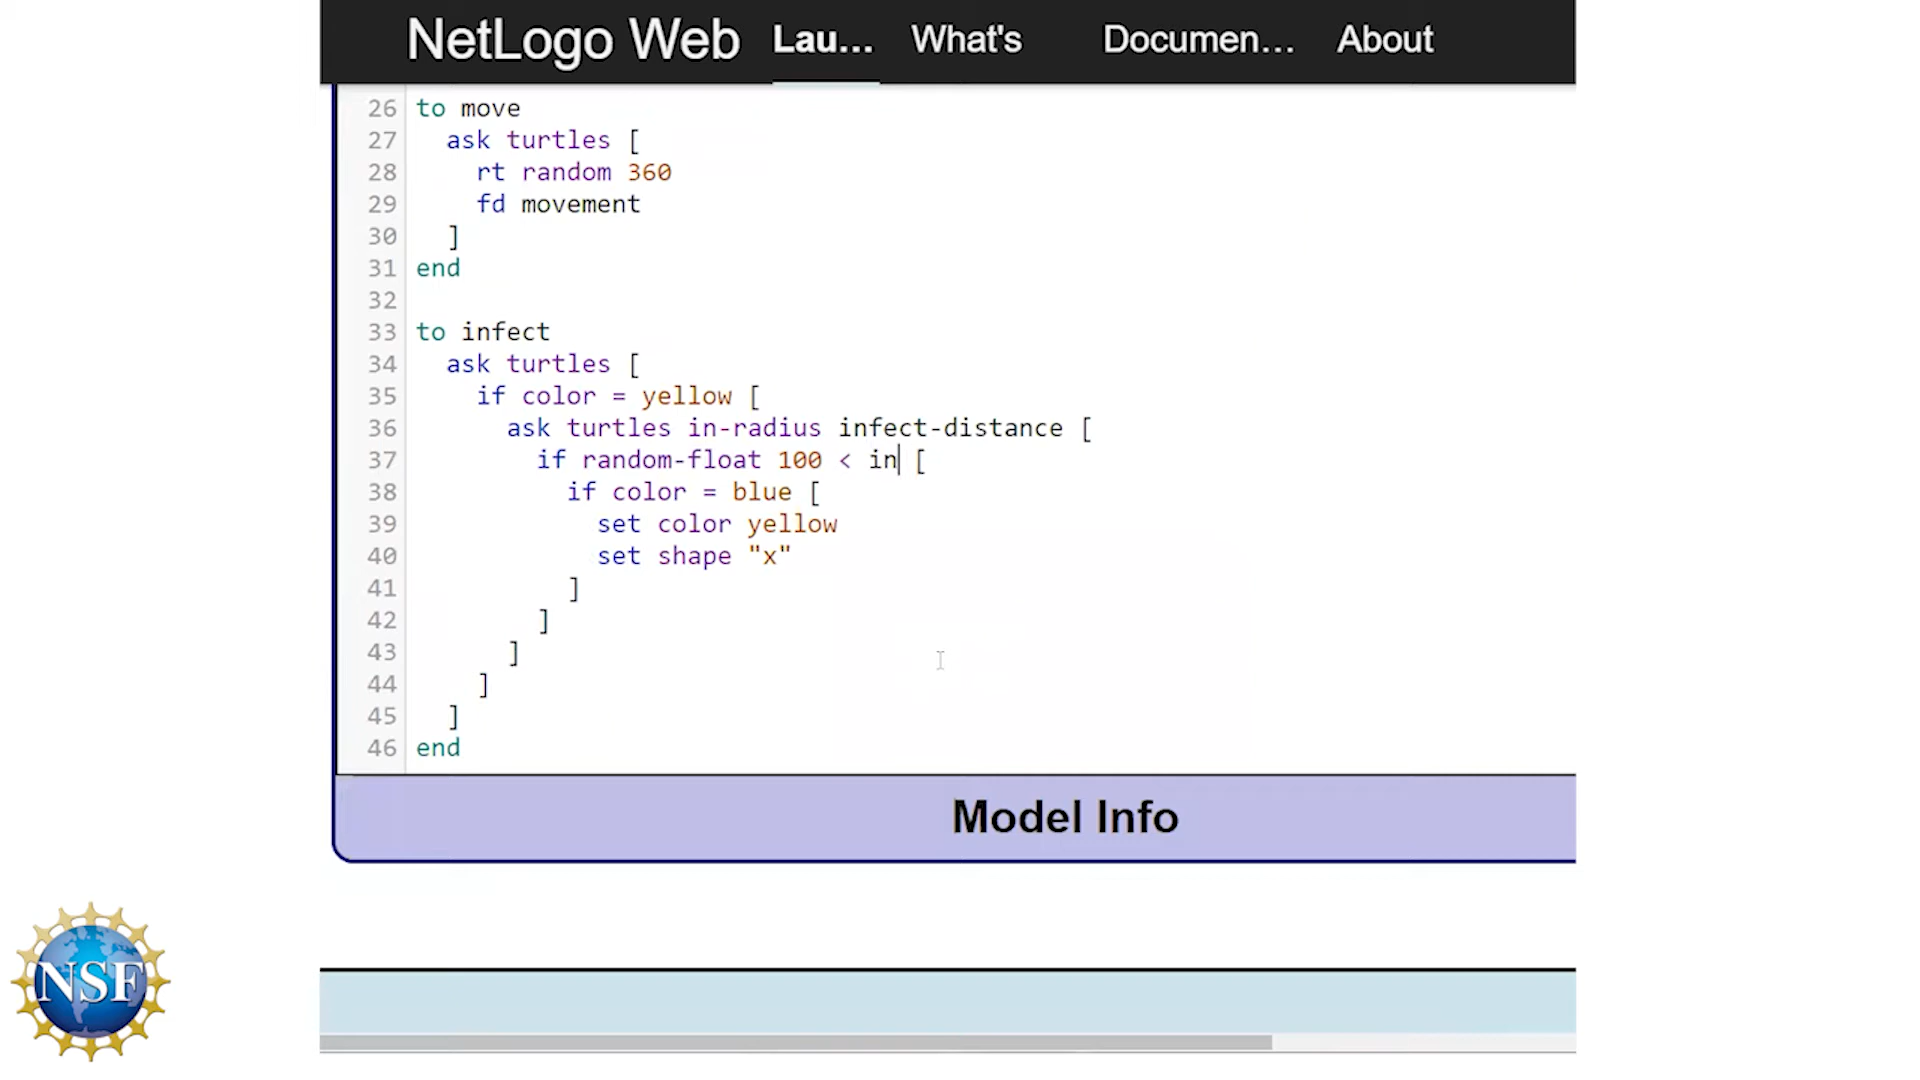 NetLogo Web Lau... What's Documen... About
26 to move
27 ask turtles [
28 rt random 360
29 fd movement
30 ]
31 end
32
33 to infect
34 ask turtles [
35 if color = yellow [
36 ask turtles in-radius infect-distance [
37 if random-float 100 < in [
38 if color = blue [
39 set color yellow
40 set shape "x"
41 ]
42 ]
43 ]
44 ]
45 ]
46 end
Model Info
NSF